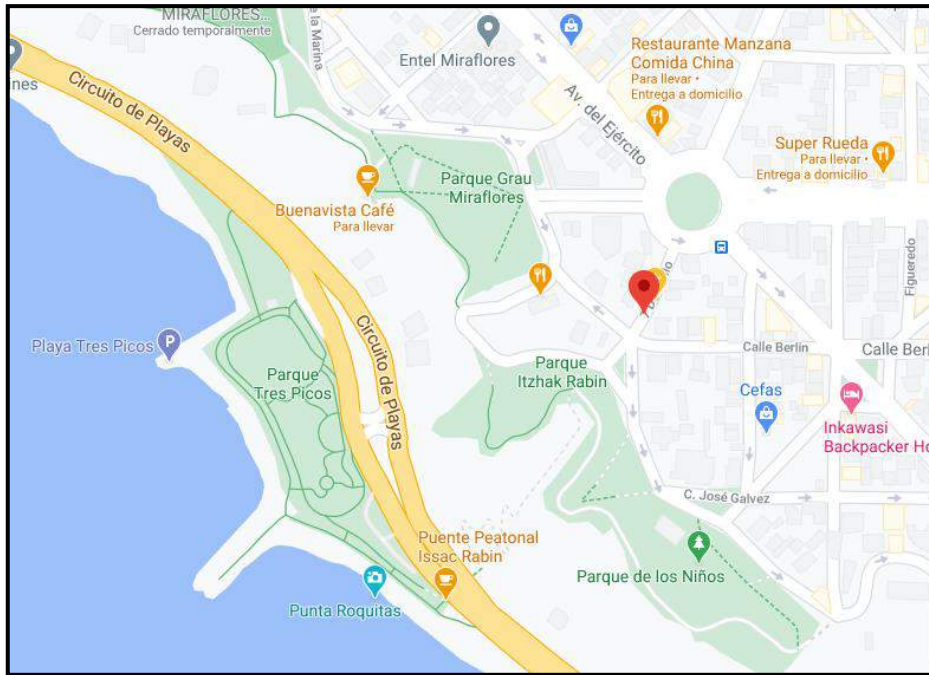 MIRAFLORES...
Cerrado temporalmente
la Marina
Entel Miraflores
Restaurante Manzana
Comida China
Para llevar •
Entrega a domicilio
Av. del Ejército
Circuito de Playas
nes
Super Rueda
Para llevar •
Entrega a domicilio
Parque Grau
Miraflores
Buenavista Café
Para llevar
Figueredo
Circuito de Playas
Playa Tres Picos
Parque
Tres Picos
Parque
Itzhak Rabin
Calle Berlín
Calle Berl
Cefas
Inkawasi
Backpacker Ho
C. José Galvez
Puente Peatonal
Issac Rabin
Parque de los Niños
Punta Roquitas